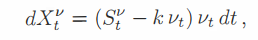 dX_t^ν = (S_t^ν − k ν_t) ν_t dt ,